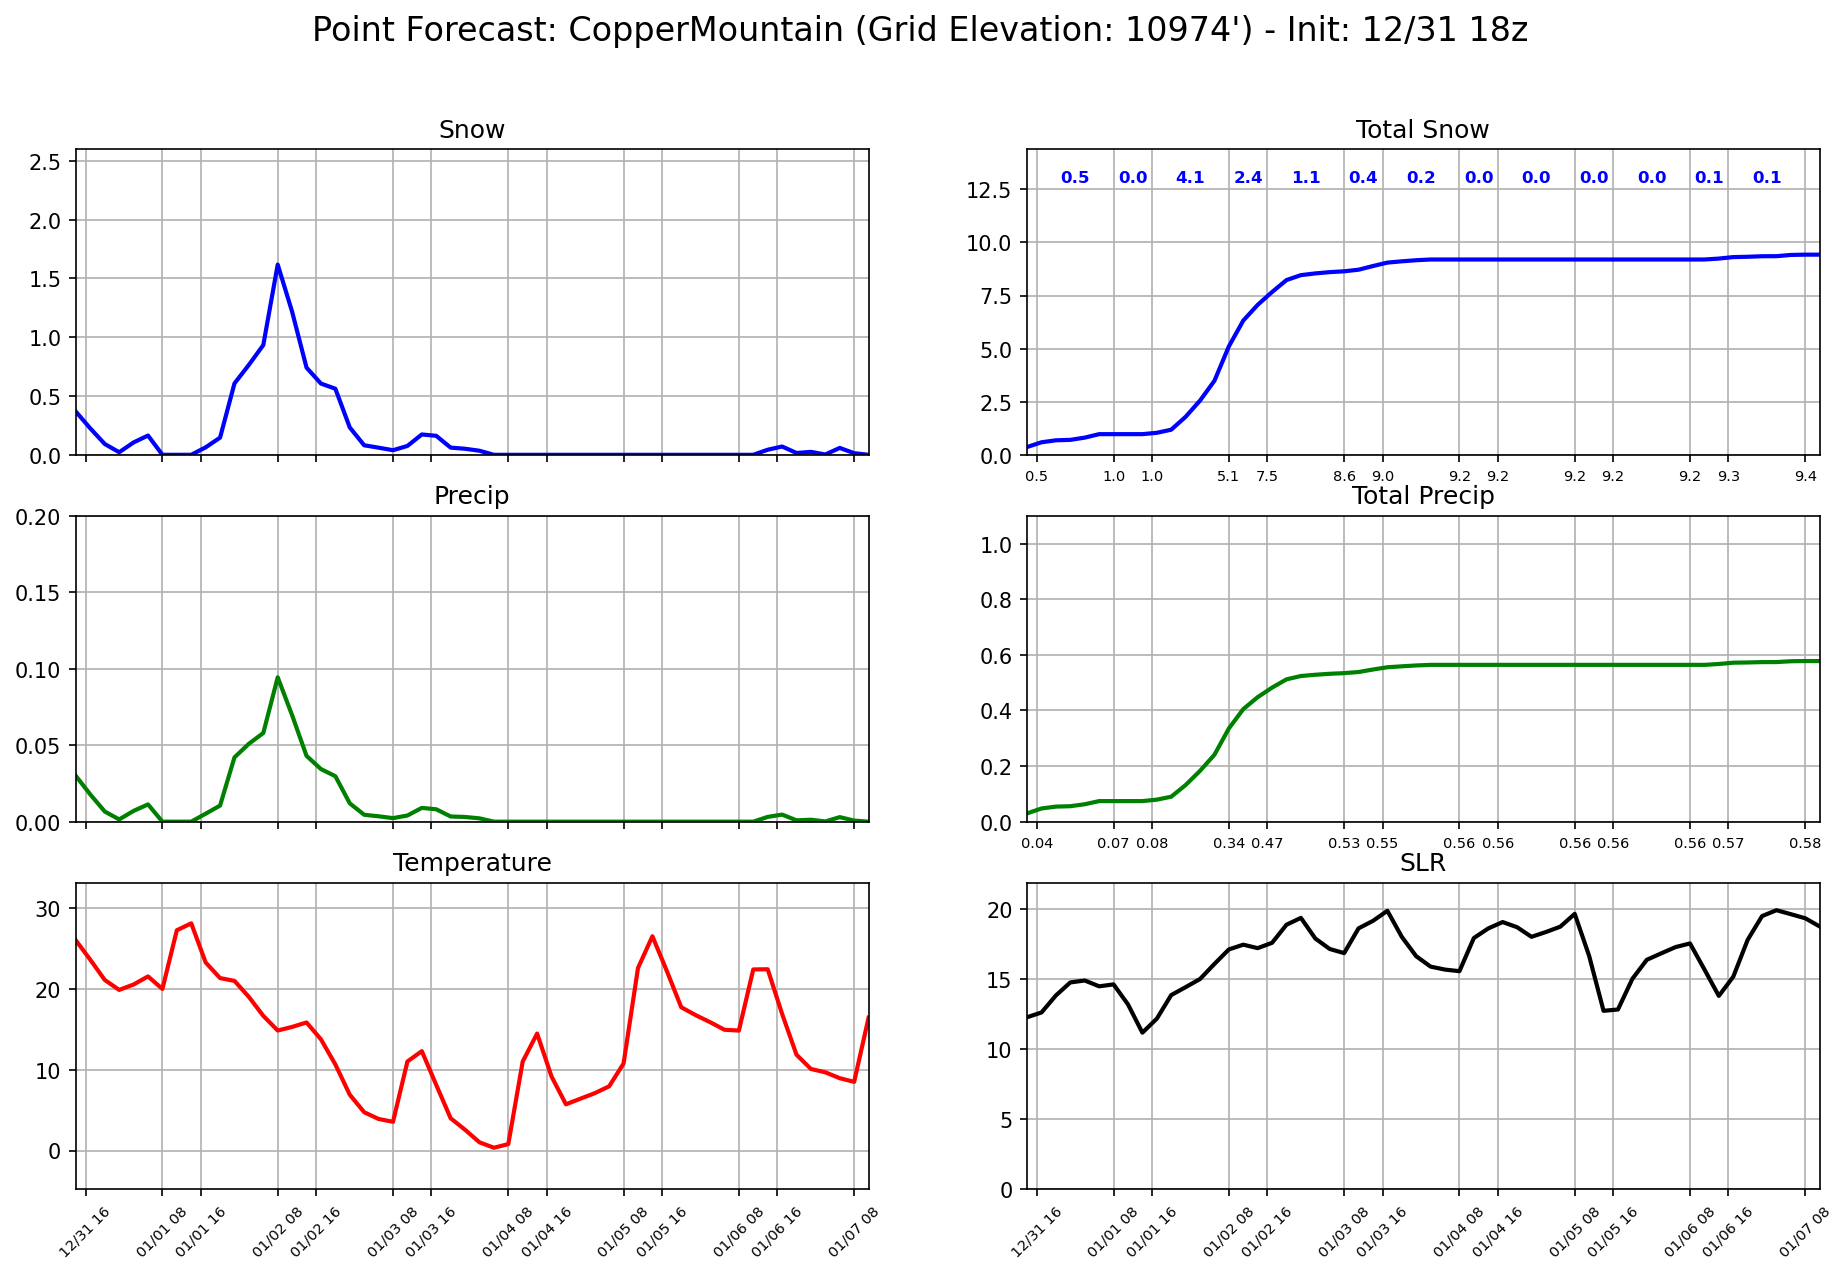 Point Forecast: CopperMountain (Grid Elevation: 10974') - Init: 12/31 18z
Snow
2.5
2.0
1.5
1.0
0.5
0.0
Total Snow
0.5 0.0 4.1 2.4 1.1 0.4 0.2 0.0 0.0 0.0 0.0 0.1 0.1
12.5
10.0
7.5
5.0
2.5
0.0
0.5 1.0 1.0 5.1 7.5 8.6 9.0 9.2 9.2 9.2 9.2 9.2 9.3 9.4
Precip
0.20
0.15
0.10
0.05
0.00
Total Precip
1.0
0.8
0.6
0.4
0.2
0.0
0.04 0.07 0.08 0.34 0.47 0.53 0.55 0.56 0.56 0.56 0.56 0.56 0.57 0.58
Temperature
30
20
10
0
12/31 16 01/01 08 01/01 16 01/02 08 01/02 16 01/03 08 01/03 16 01/04 08 01/04 16 01/05 08 01/05 16 01/06 08 01/06 16 01/07 08
SLR
20
15
10
5
0
12/31 16 01/01 08 01/01 16 01/02 08 01/02 16 01/03 08 01/03 16 01/04 08 01/04 16 01/05 08 01/05 16 01/06 08 01/06 16 01/07 08